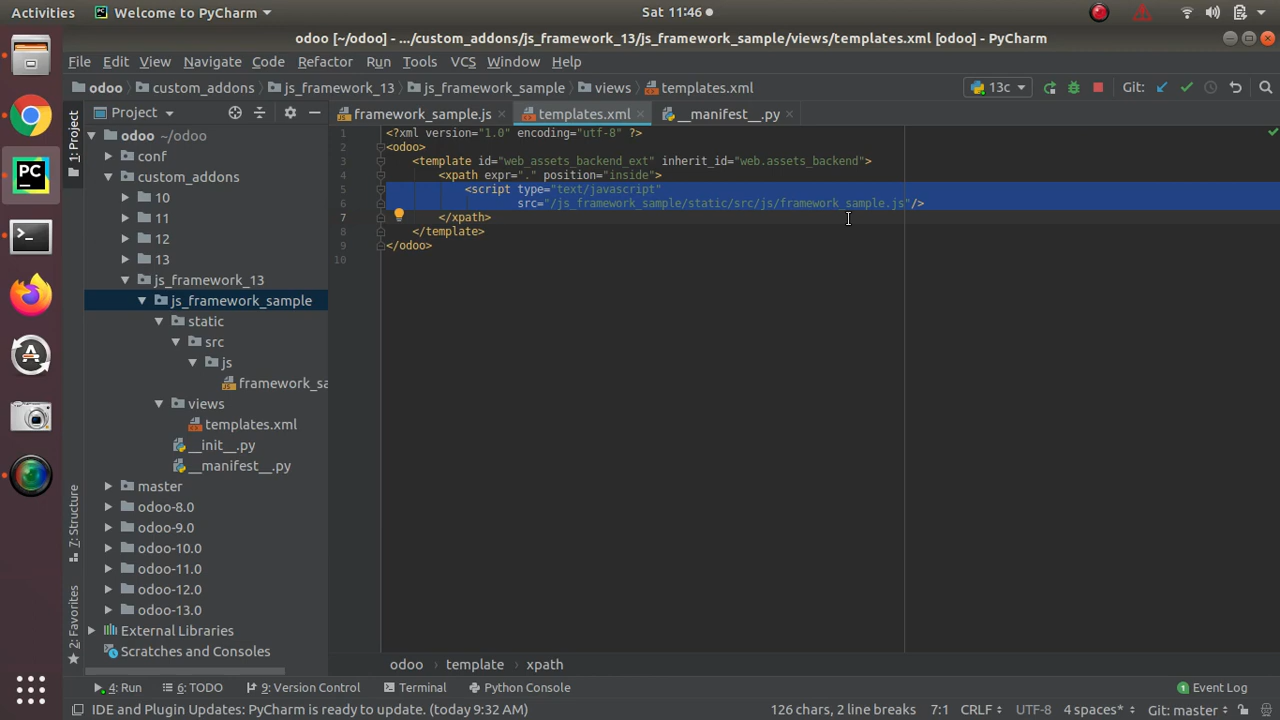 Activities Welcome to PyCharm Sat 11:46
odoo [~/odoo] - .../custom_addons/js_framework_13/js_framework_sample/views/templates.xml [odoo] - PyCharm
File Edit View Navigate Code Refactor Run Tools VCS Window Help
odoo custom_addons js_framework_13 js_framework_sample views templates.xml 13c Git:
1: Project
Project
framework_sample.js templates.xml __manifest__.py
odoo ~/odoo
conf
custom_addons
10
11
12
13
js_framework_13
js_framework_sample
static
src
js
framework_sa
views
templates.xml
__init__.py
__manifest__.py
master
odoo-8.0
odoo-9.0
odoo-10.0
odoo-11.0
odoo-12.0
odoo-13.0
External Libraries
Scratches and Consoles
7: Structure
2: Favorites
1 <?xml version="1.0" encoding="utf-8" ?>
2 <odoo>
3 <template id="web_assets_backend_ext" inherit_id="web.assets_backend">
4 <xpath expr="." position="inside">
5 <script type="text/javascript"
6 src="/js_framework_sample/static/src/js/framework_sample.js"/>
7 </xpath>
8 </template>
9 </odoo>
10
odoo template xpath
4: Run 6: TODO 9: Version Control Terminal Python Console 1 Event Log
IDE and Plugin Updates: PyCharm is ready to update. (today 9:32 AM) 126 chars, 2 line breaks 7:1 CRLF UTF-8 4 spaces* Git: master